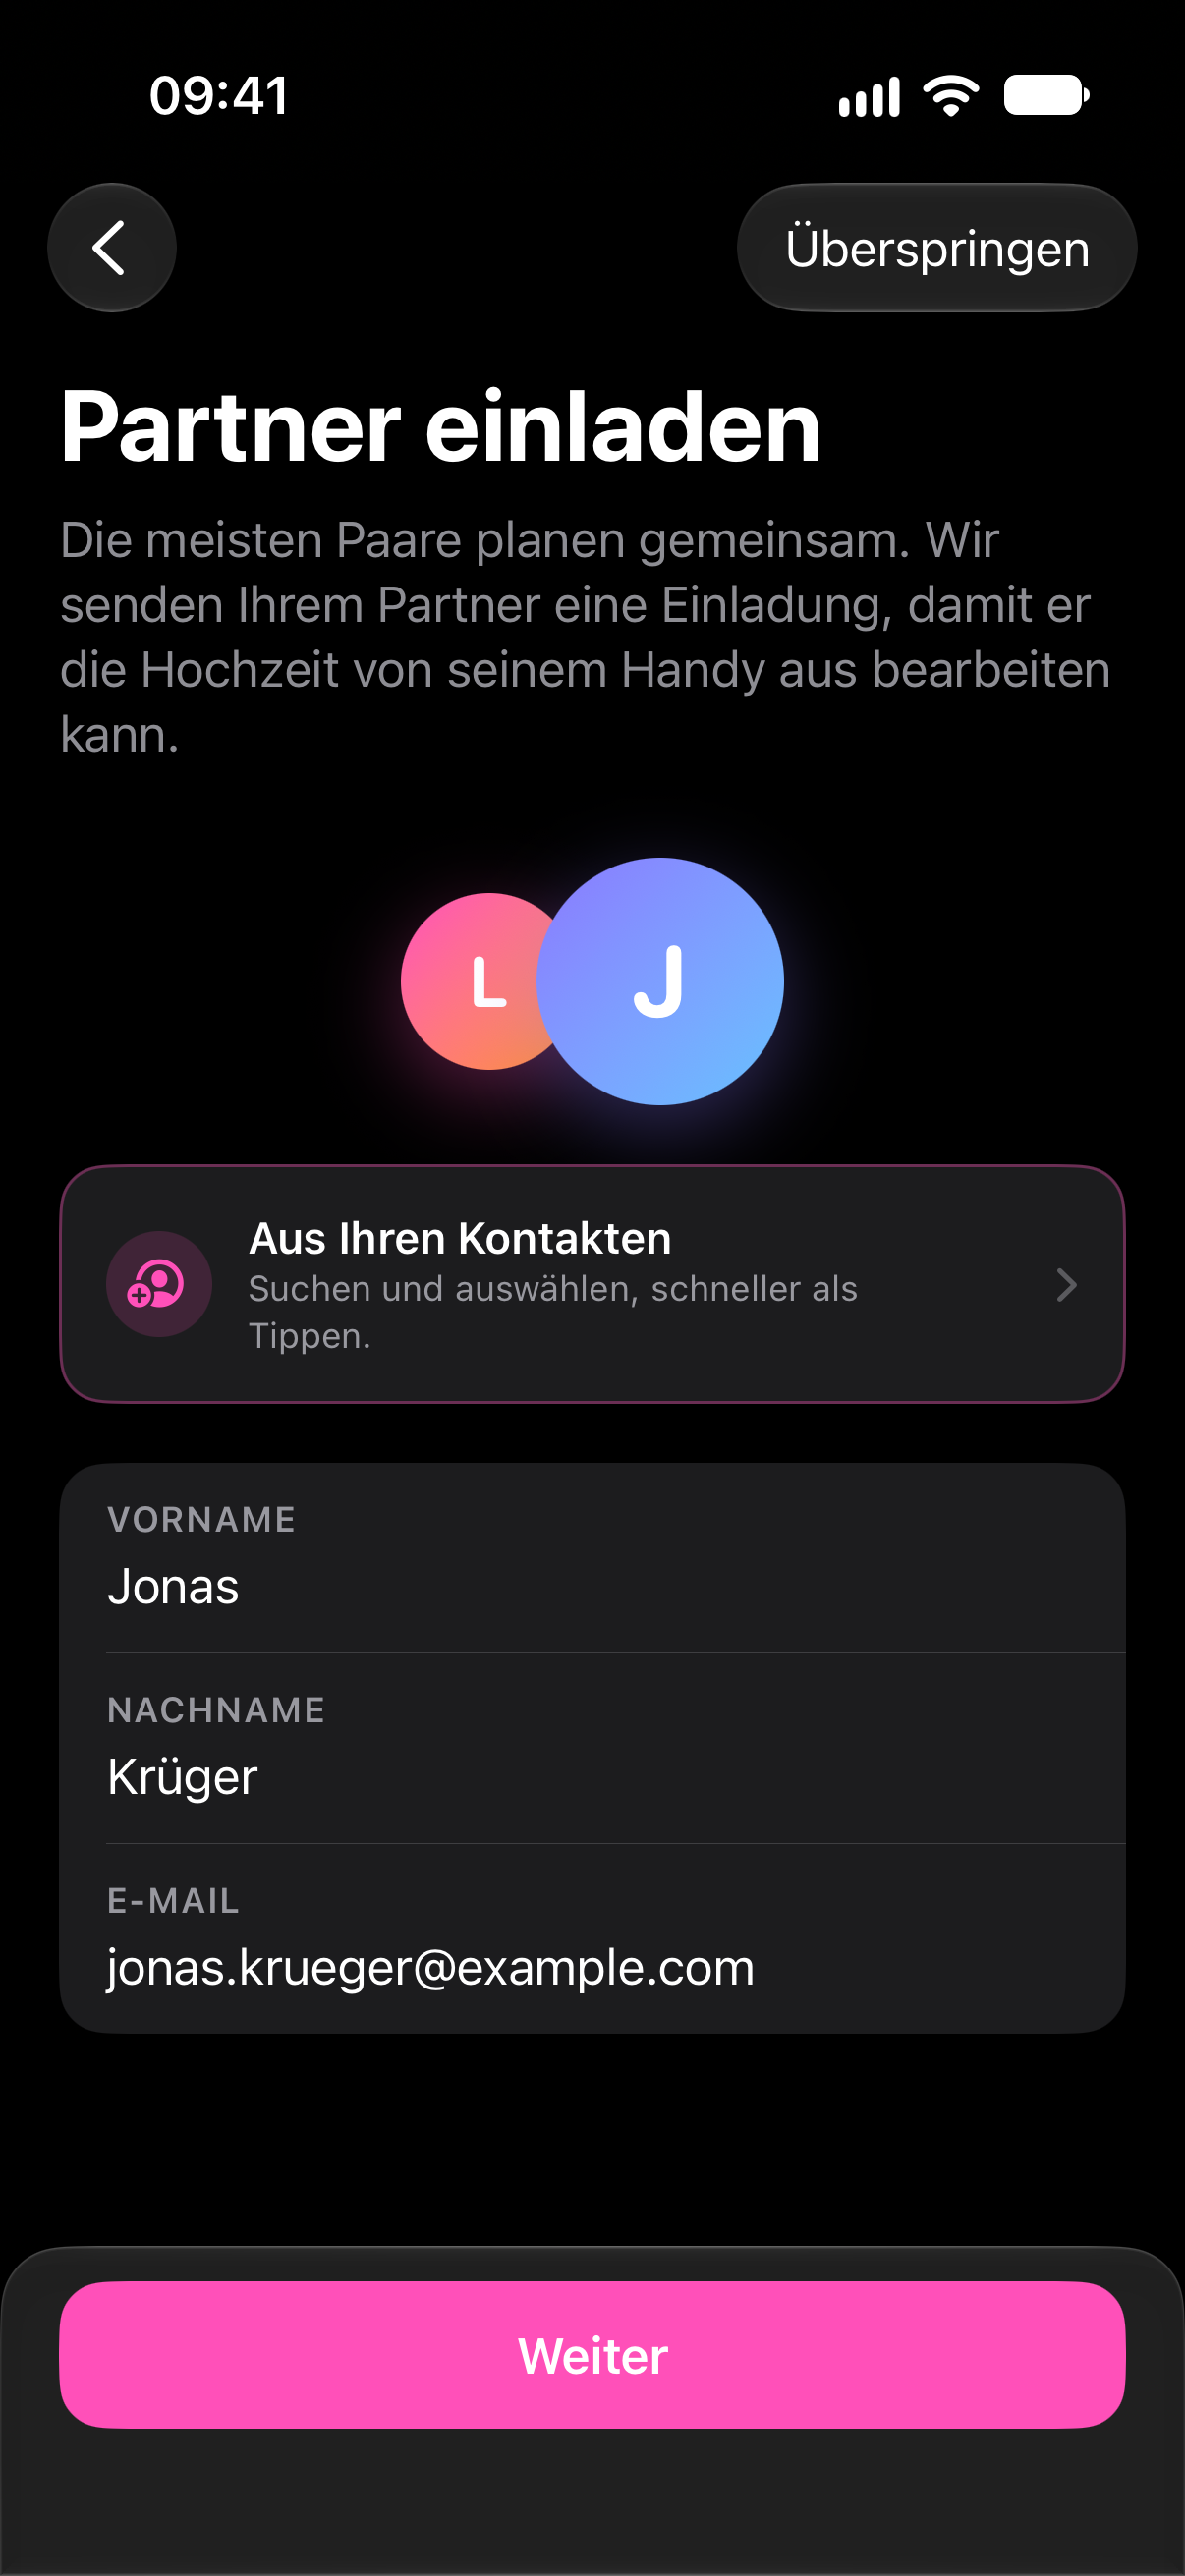 09:41
Überspringen
Partner einladen
Die meisten Paare planen gemeinsam. Wir
senden Ihrem Partner eine Einladung, damit er
die Hochzeit von seinem Handy aus bearbeiten
kann.
L
J
Aus Ihren Kontakten
Suchen und auswählen, schneller als
Tippen.
VORNAME
Jonas
NACHNAME
Krüger
E-MAIL
jonas.krueger@example.com
Weiter